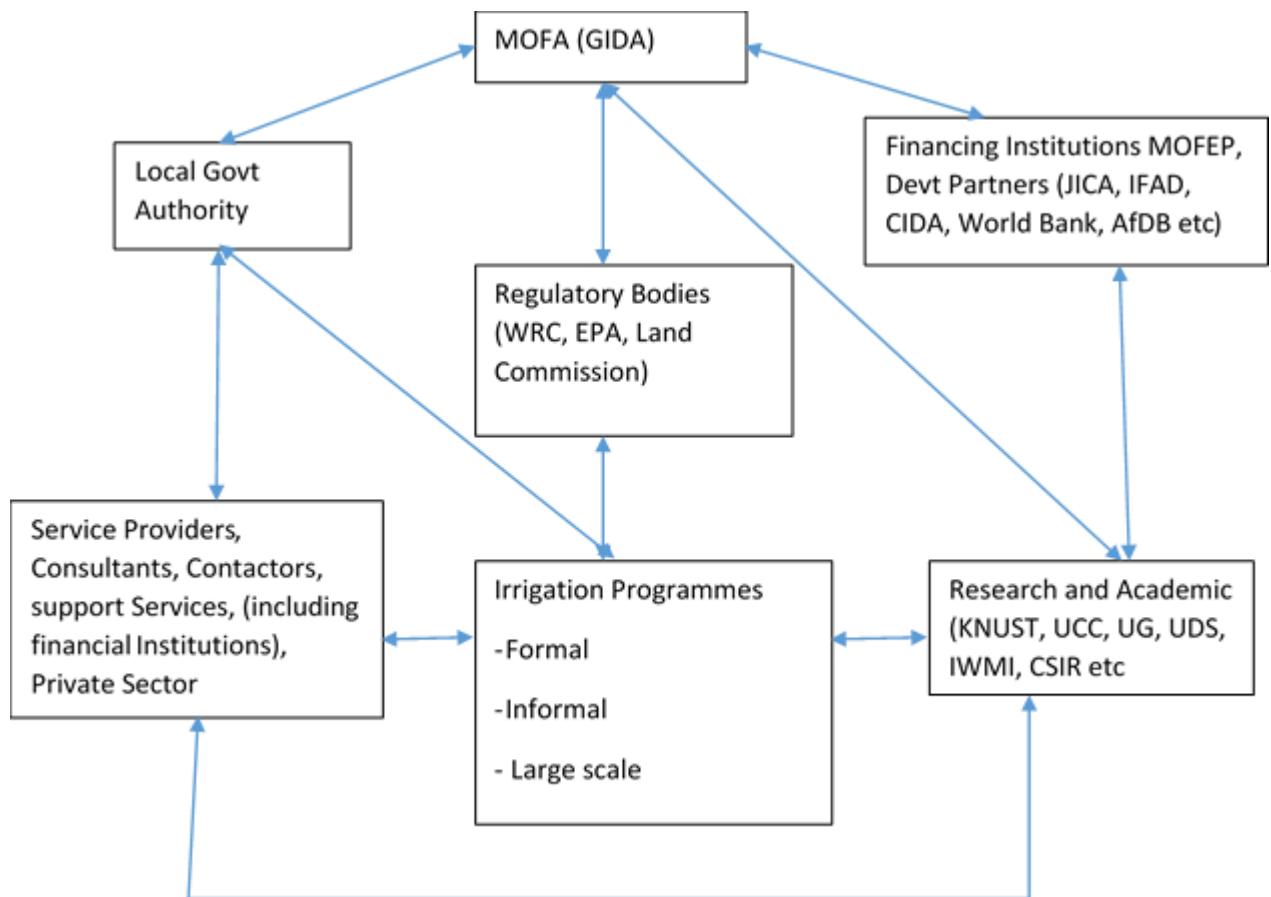 MOFA (GIDA)
Local Govt
Authority
Financing Institutions MOFEP,
Devt Partners (JICA, IFAD,
CIDA, World Bank, AfDB etc)
Regulatory Bodies
(WRC, EPA, Land
Commission)
Service Providers,
Consultants, Contactors,
support Services, (including
financial Institutions),
Private Sector
Irrigation Programmes
-Formal
-Informal
- Large scale
Research and Academic
(KNUST, UCC, UG, UDS,
IWMI, CSIR etc